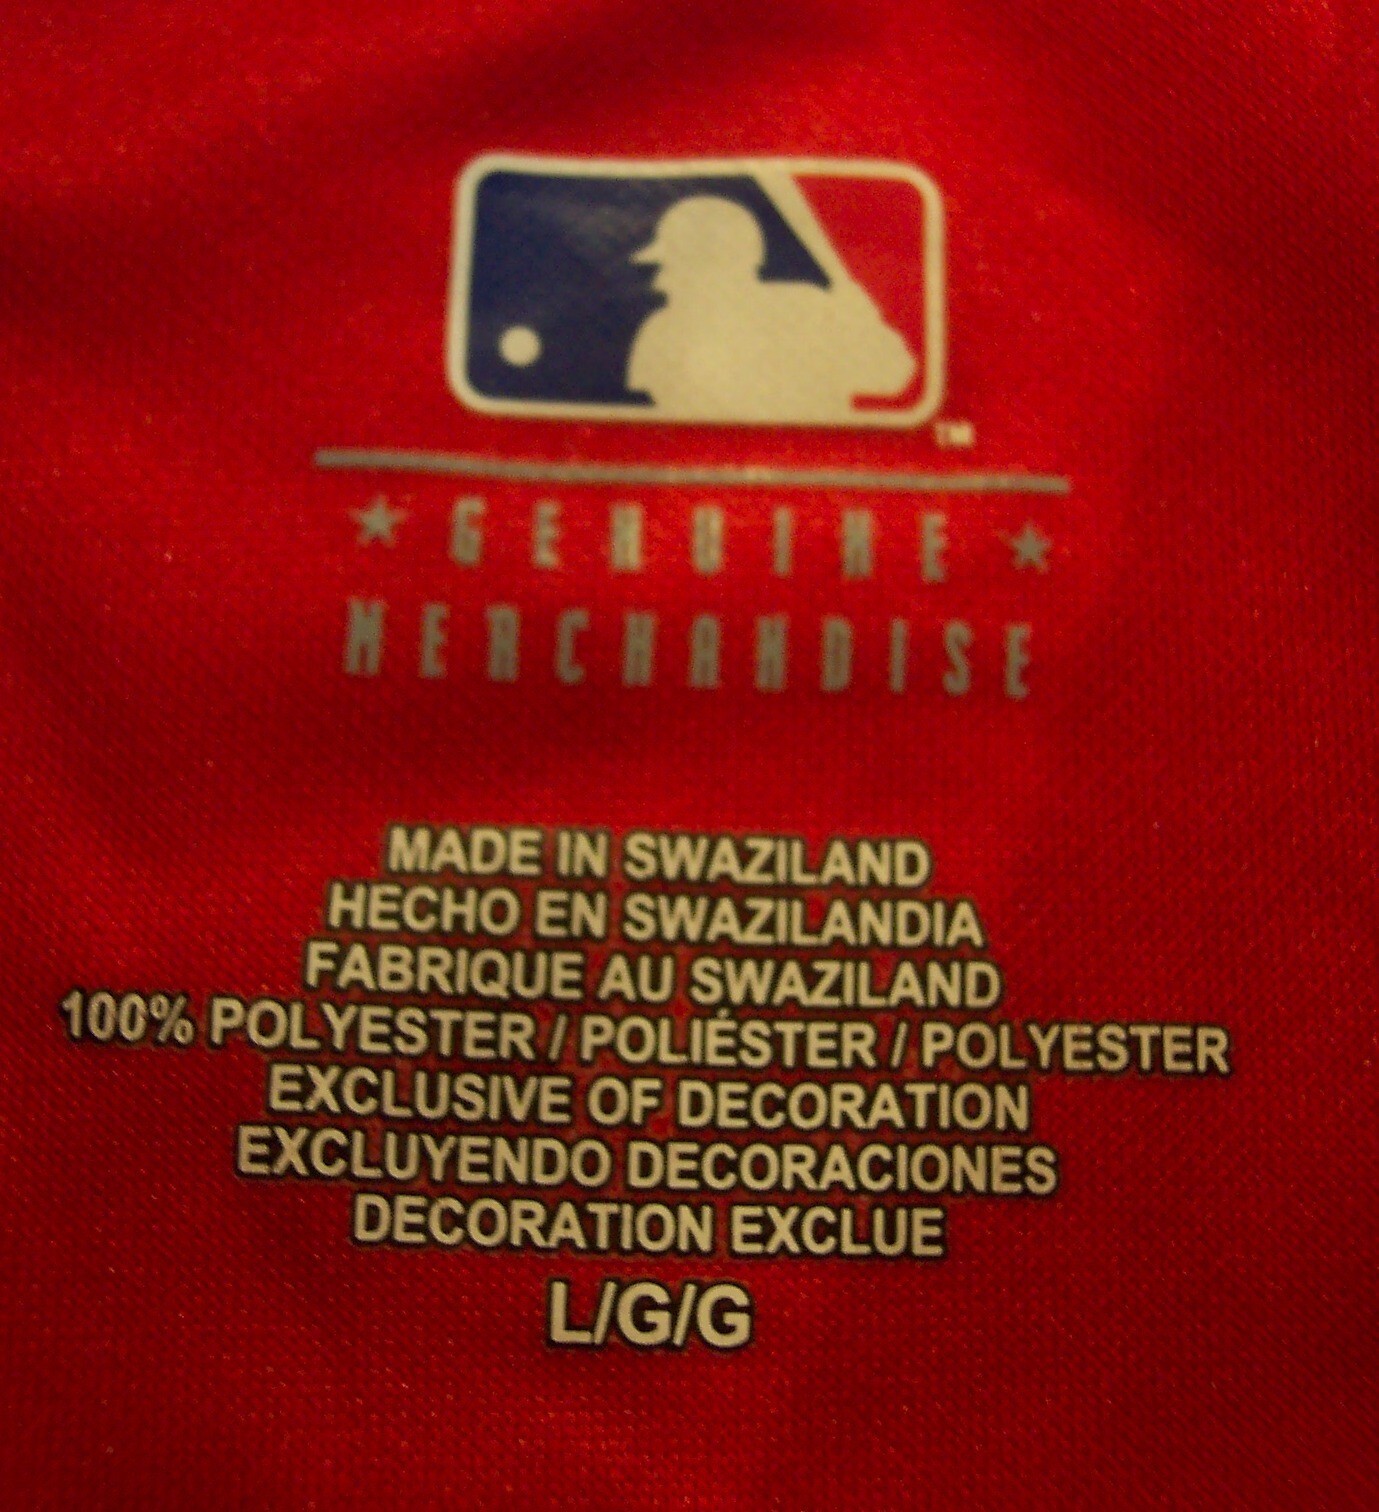 TM
★ GENUINE ★
MERCHANDISE
MADE IN SWAZILAND
HECHO EN SWAZILANDIA
FABRIQUE AU SWAZILAND
100% POLYESTER / POLIÉSTER / POLYESTER
EXCLUSIVE OF DECORATION
EXCLUYENDO DECORACIONES
DECORATION EXCLUE
L/G/G